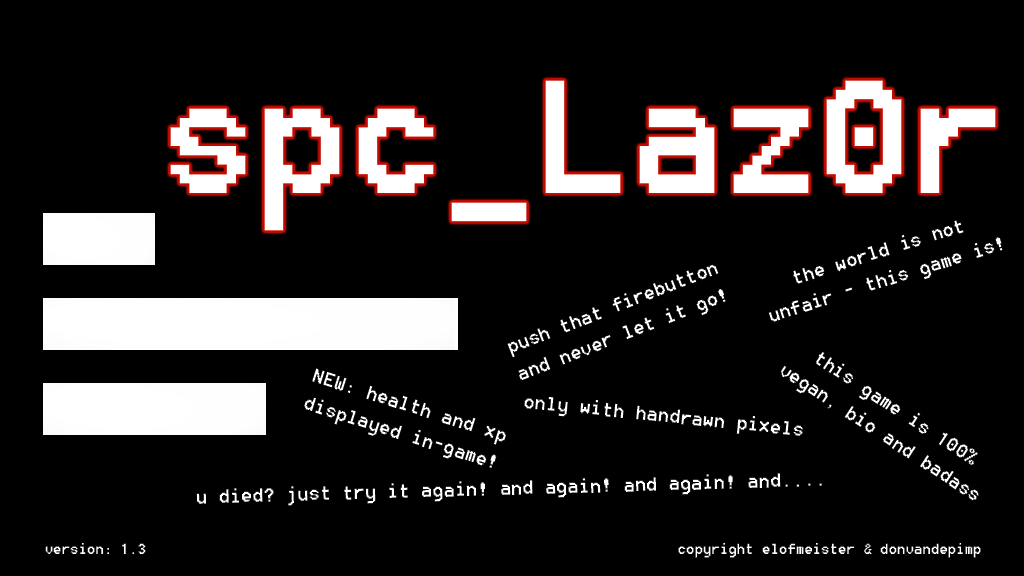 spc_Laz0r
the world is not
unfair - this game is!
push that firebutton
and never let it go!
this game is 100%
vegan, bio and badass
NEW: health and xp
displayed in-game!
only with handrawn pixels
u died? just try it again! and again! and again! and....
version: 1.3
copyright elofmeister & donvandepimp